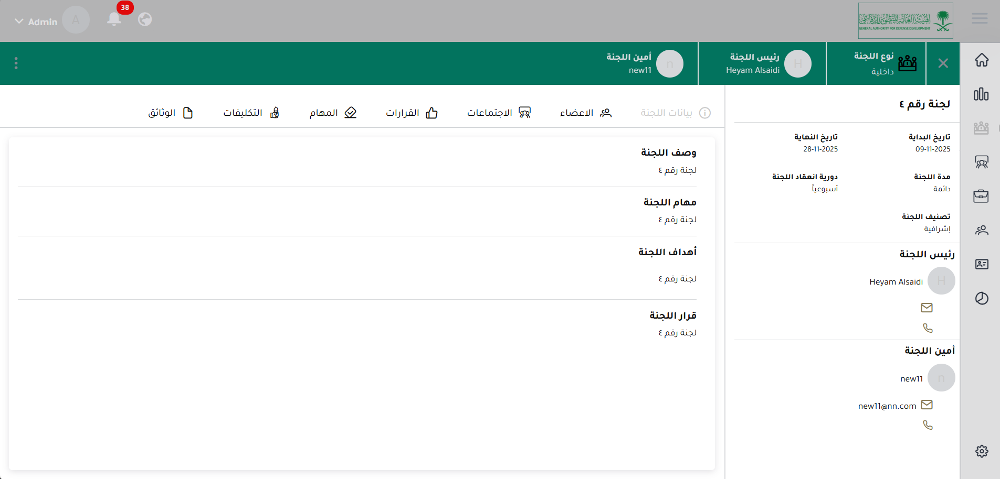 الهيئة العامة للتطوير الدفاعي
GENERAL AUTHORITY FOR DEFENSE DEVELOPMENT
38
A
Admin
نوع اللجنة
داخلية
H
رئيس اللجنة
Heyam Alsaidi
n
أمين اللجنة
new11
لجنة رقم ٤
تاريخ البداية
09-11-2025
تاريخ النهاية
28-11-2025
مدة اللجنة
دائمة
دورية انعقاد اللجنة
أسبوعياً
تصنيف اللجنة
إشرافية
رئيس اللجنة
H
Heyam Alsaidi
أمين اللجنة
n
new11
new11@nn.com
بيانات اللجنة
الاعضاء
الاجتماعات
القرارات
المهام
التكليفات
الوثائق
وصف اللجنة
لجنة رقم ٤
مهام اللجنة
لجنة رقم ٤
أهداف اللجنة
لجنة رقم ٤
قرار اللجنة
لجنة رقم ٤